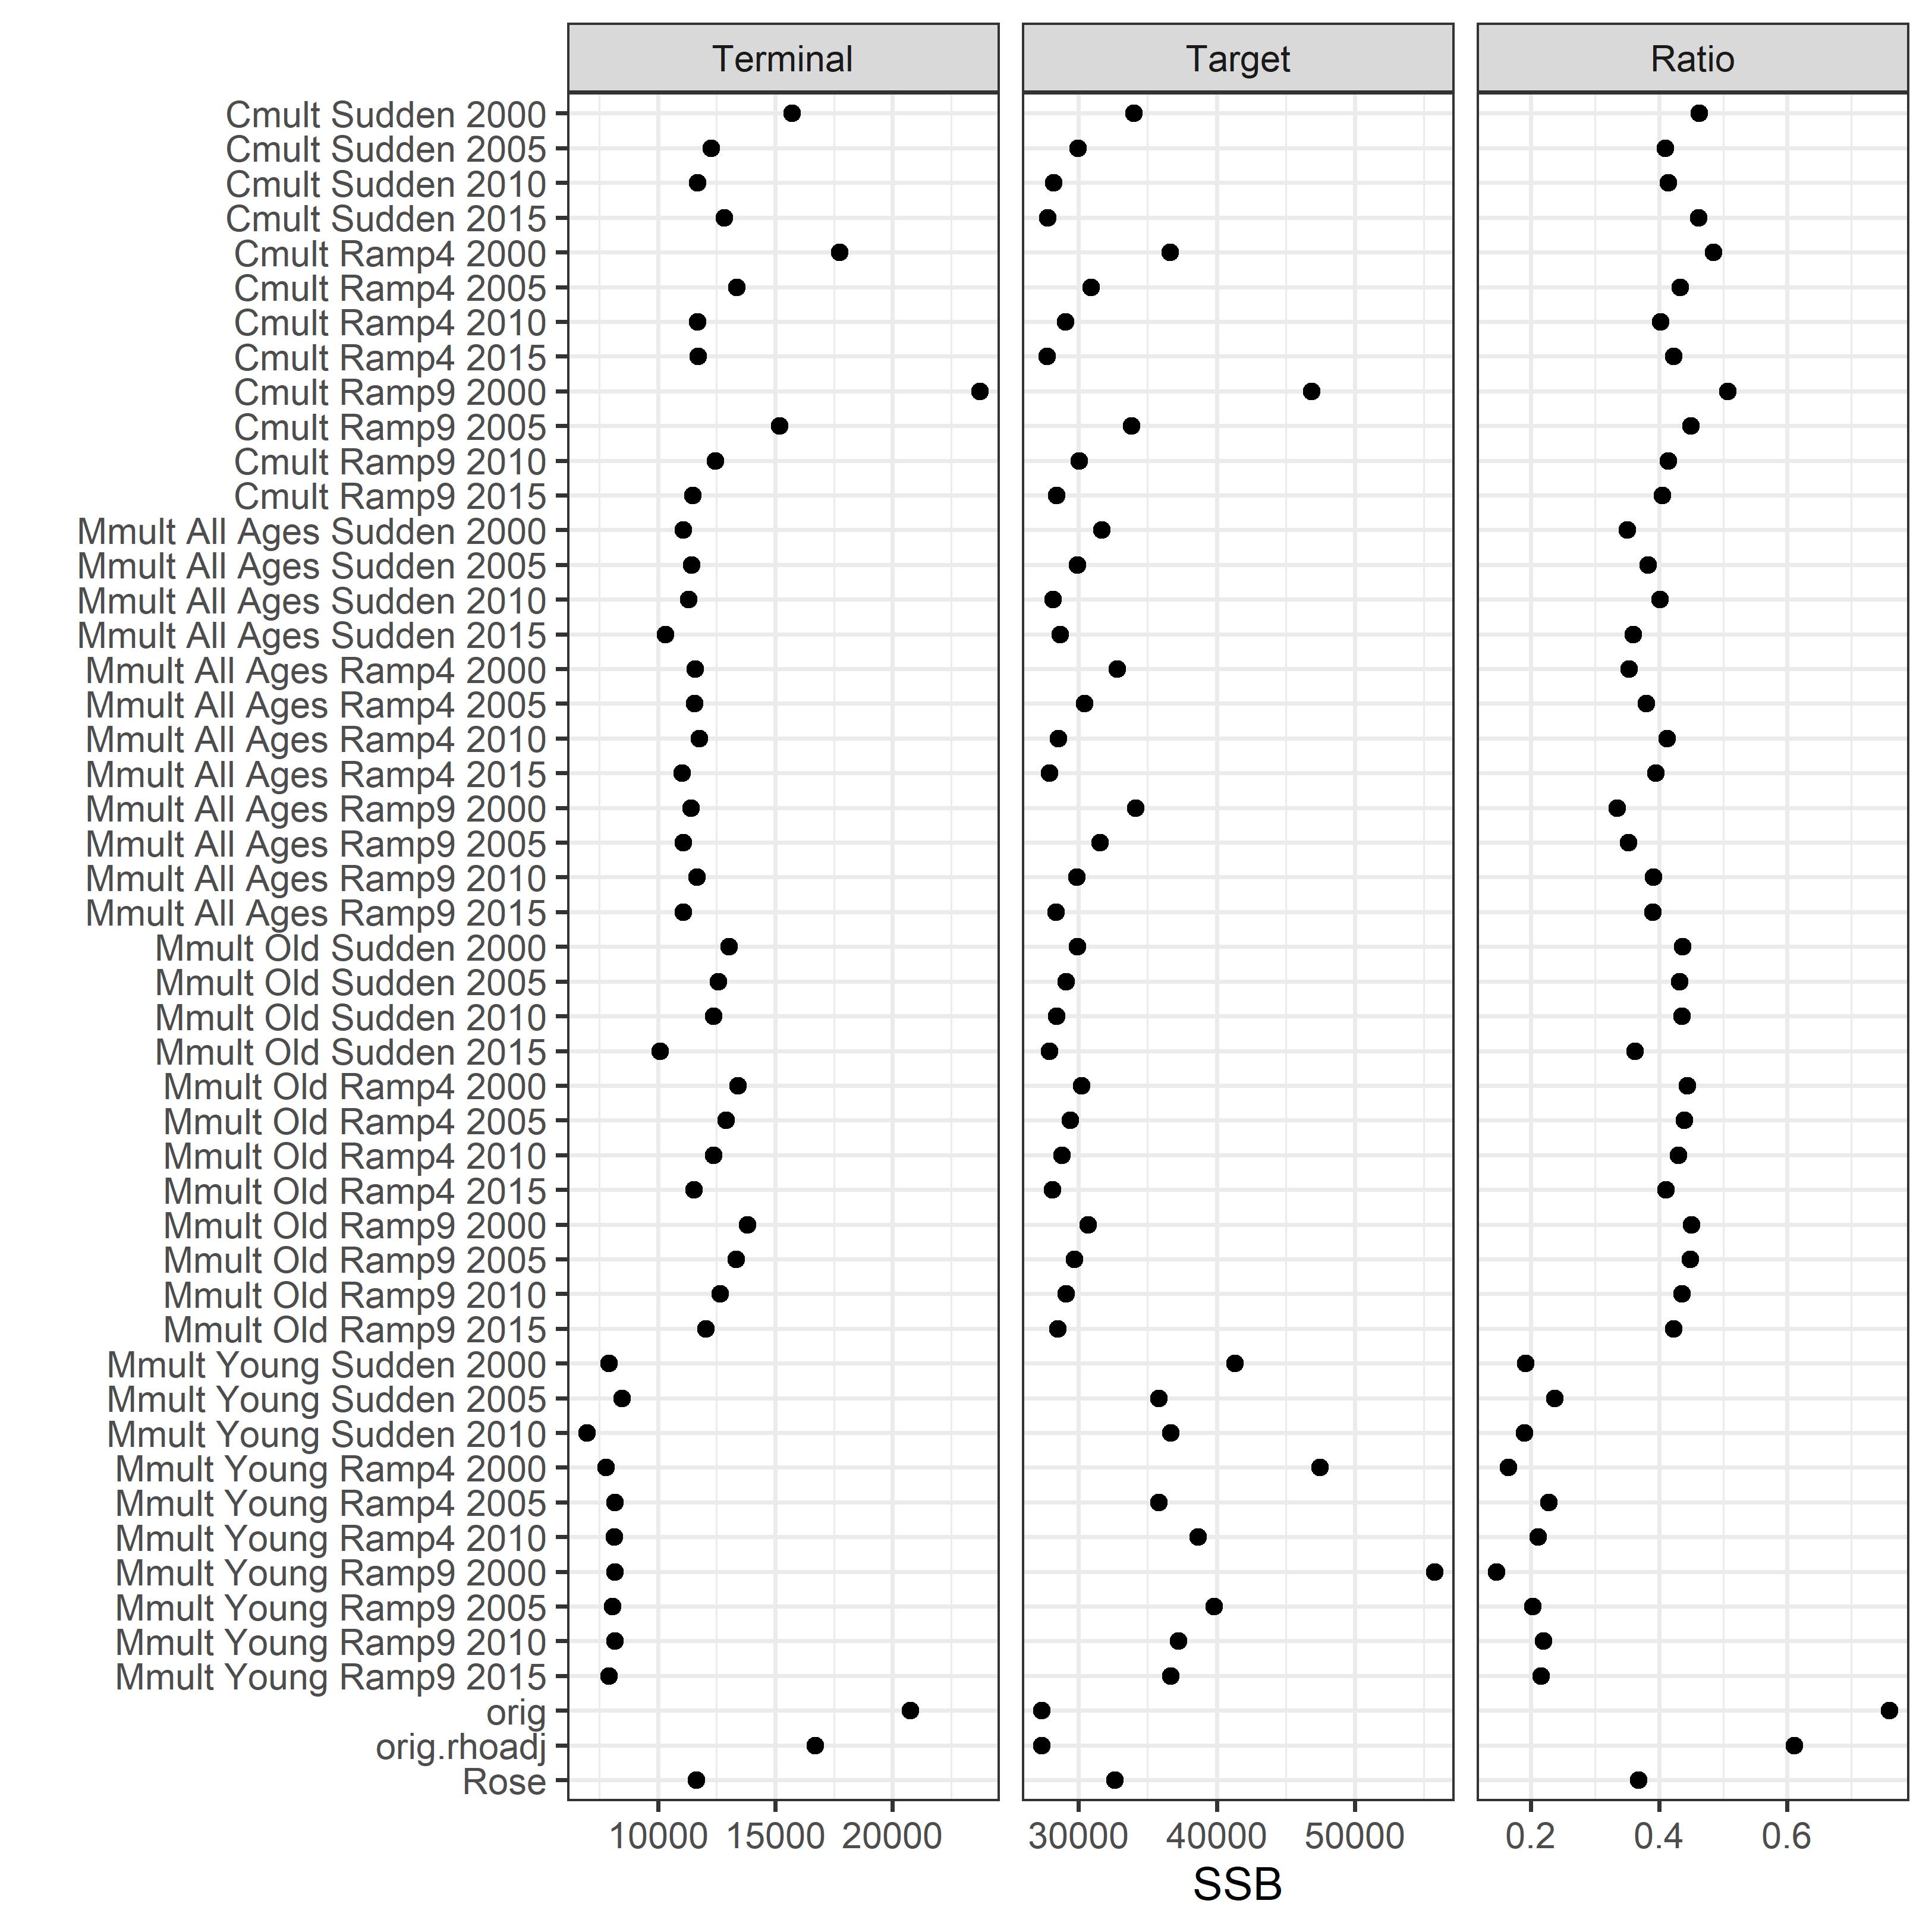 Terminal Target Ratio
Cmult Sudden 2000
Cmult Sudden 2005
Cmult Sudden 2010
Cmult Sudden 2015
Cmult Ramp4 2000
Cmult Ramp4 2005
Cmult Ramp4 2010
Cmult Ramp4 2015
Cmult Ramp9 2000
Cmult Ramp9 2005
Cmult Ramp9 2010
Cmult Ramp9 2015
Mmult All Ages Sudden 2000
Mmult All Ages Sudden 2005
Mmult All Ages Sudden 2010
Mmult All Ages Sudden 2015
Mmult All Ages Ramp4 2000
Mmult All Ages Ramp4 2005
Mmult All Ages Ramp4 2010
Mmult All Ages Ramp4 2015
Mmult All Ages Ramp9 2000
Mmult All Ages Ramp9 2005
Mmult All Ages Ramp9 2010
Mmult All Ages Ramp9 2015
Mmult Old Sudden 2000
Mmult Old Sudden 2005
Mmult Old Sudden 2010
Mmult Old Sudden 2015
Mmult Old Ramp4 2000
Mmult Old Ramp4 2005
Mmult Old Ramp4 2010
Mmult Old Ramp4 2015
Mmult Old Ramp9 2000
Mmult Old Ramp9 2005
Mmult Old Ramp9 2010
Mmult Old Ramp9 2015
Mmult Young Sudden 2000
Mmult Young Sudden 2005
Mmult Young Sudden 2010
Mmult Young Ramp4 2000
Mmult Young Ramp4 2005
Mmult Young Ramp4 2010
Mmult Young Ramp9 2000
Mmult Young Ramp9 2005
Mmult Young Ramp9 2010
Mmult Young Ramp9 2015
orig
orig.rhoadj
Rose
10000 15000 20000 30000 40000 50000 0.2 0.4 0.6
SSB